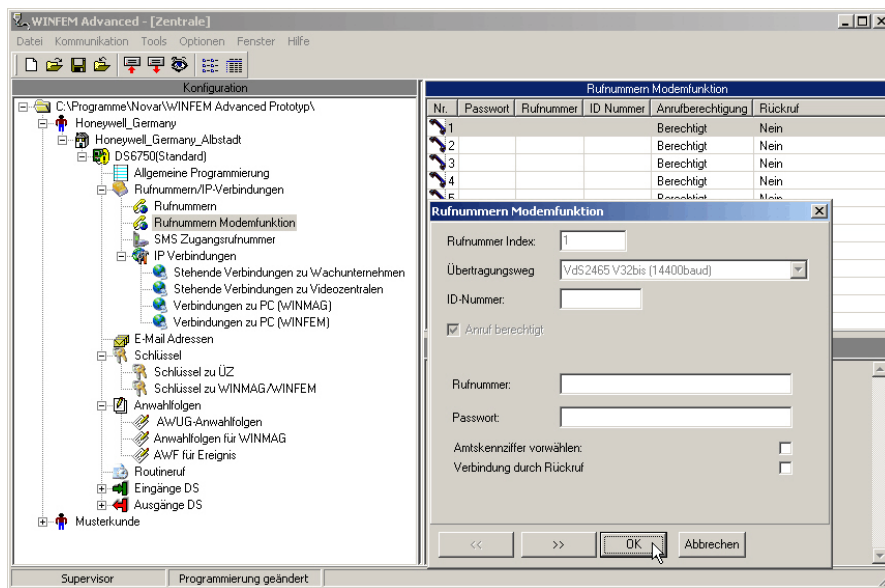 WINFEM Advanced - [Zentrale]
Datei Kommunikation Tools Optionen Fenster Hilfe
Konfiguration
C:\Programme\Novar\WINFEM Advanced Prototyp\
Honeywell_Germany
Honeywell_Germany_Albstadt
DS6750(Standard)
Allgemeine Programmierung
Rufnummern/IP-Verbindungen
Rufnummern
Rufnummern Modemfunktion
SMS Zugangsrufnummer
IP Verbindungen
Stehende Verbindungen zu Wachunternehmen
Stehende Verbindungen zu Videozentralen
Verbindungen zu PC (WINMAG)
Verbindungen zu PC (WINFEM)
E-Mail Adressen
Schlüssel
Schlüssel zu ÜZ
Schlüssel zu WINMAG/WINFEM
Anwahlfolgen
AWUG-Anwahlfolgen
Anwahlfolgen für WINMAG
AWF für Ereignis
Routineruf
Eingänge DS
Ausgänge DS
Musterkunde
Rufnummern Modemfunktion
Nr. Passwort Rufnummer ID Nummer Anrufberechtigung Rückruf
1 Berechtigt Nein
2 Berechtigt Nein
3 Berechtigt Nein
4 Berechtigt Nein
5 Berechtigt Nein
Rufnummern Modemfunktion
Rufnummer Index: 1
Übertragungsweg VdS2465 V32bis (14400baud)
ID-Nummer:
Anruf berechtigt
Rufnummer:
Passwort:
Amtskennziffer vorwählen:
Verbindung durch Rückruf
<< >> OK Abbrechen
Supervisor Programmierung geändert